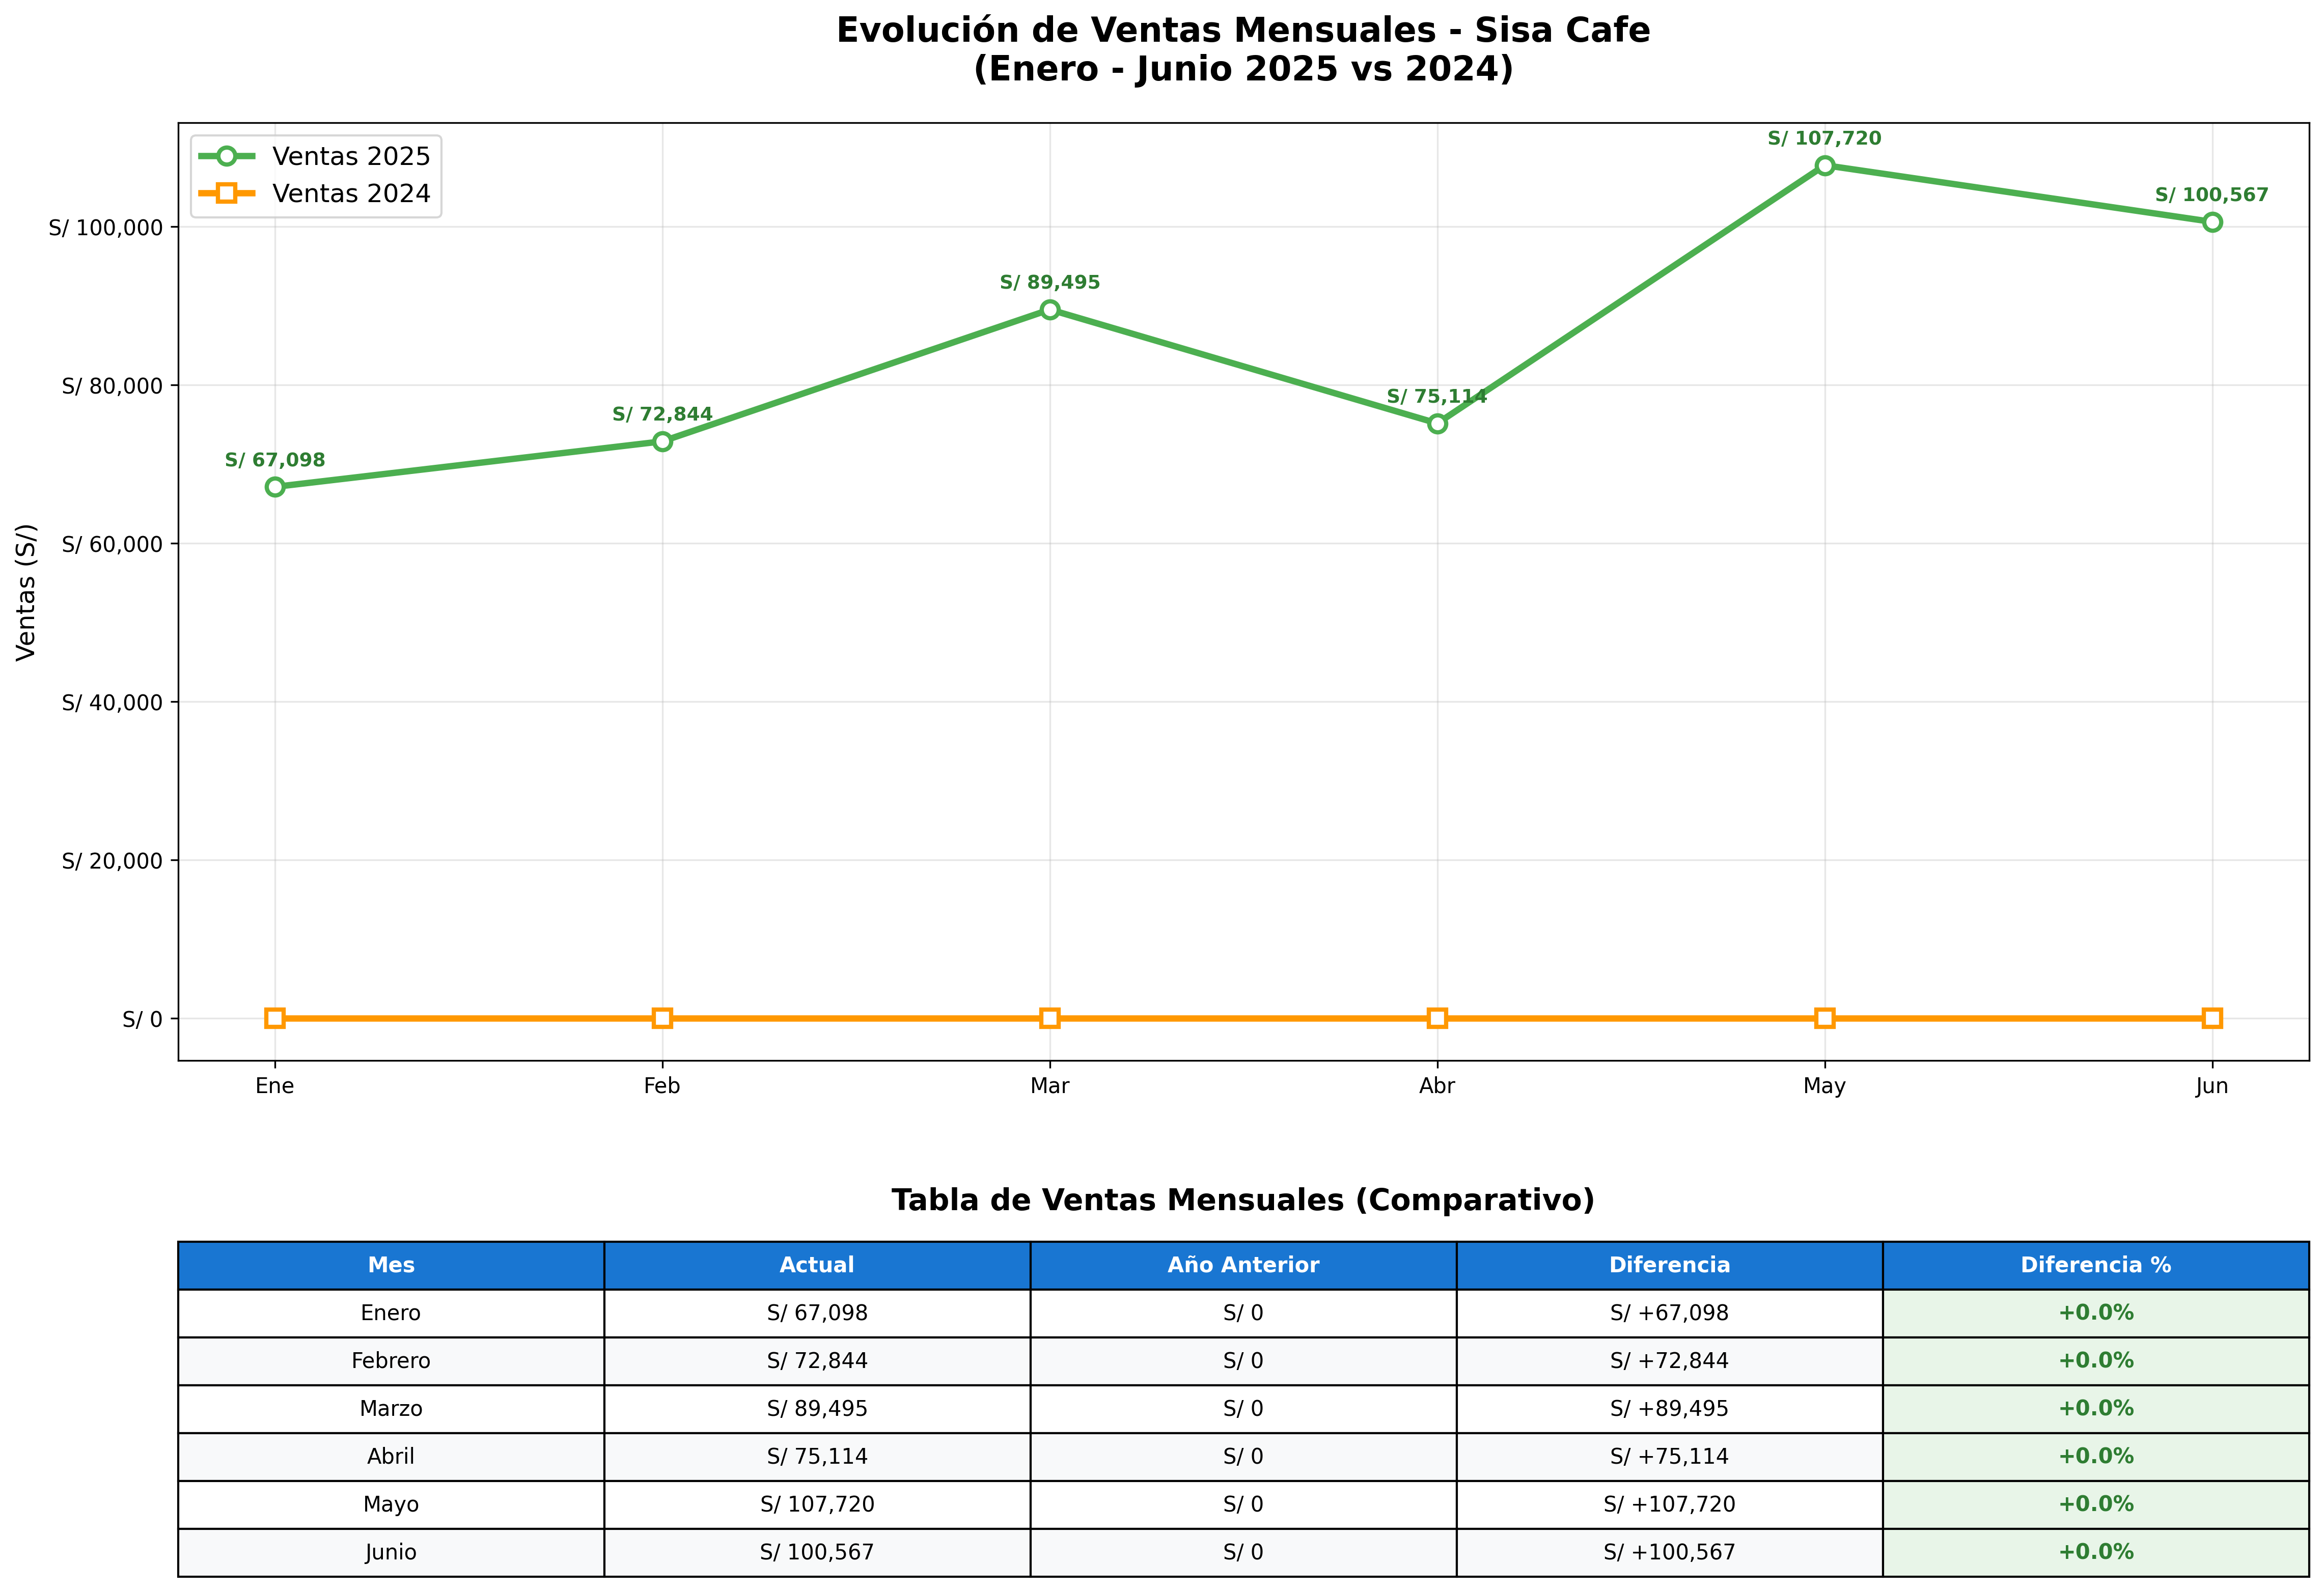 Evolución de Ventas Mensuales - Sisa Cafe
(Enero - Junio 2025 vs 2024)
Ventas 2025
Ventas 2024
Ventas (S/)
S/ 100,000
S/ 80,000
S/ 60,000
S/ 40,000
S/ 20,000
S/ 0
S/ 67,098
S/ 72,844
S/ 89,495
S/ 75,114
S/ 107,720
S/ 100,567
Ene Feb Mar Abr May Jun
Tabla de Ventas Mensuales (Comparativo)
Mes Actual Año Anterior Diferencia Diferencia %
Enero S/ 67,098 S/ 0 S/ +67,098 +0.0%
Febrero S/ 72,844 S/ 0 S/ +72,844 +0.0%
Marzo S/ 89,495 S/ 0 S/ +89,495 +0.0%
Abril S/ 75,114 S/ 0 S/ +75,114 +0.0%
Mayo S/ 107,720 S/ 0 S/ +107,720 +0.0%
Junio S/ 100,567 S/ 0 S/ +100,567 +0.0%